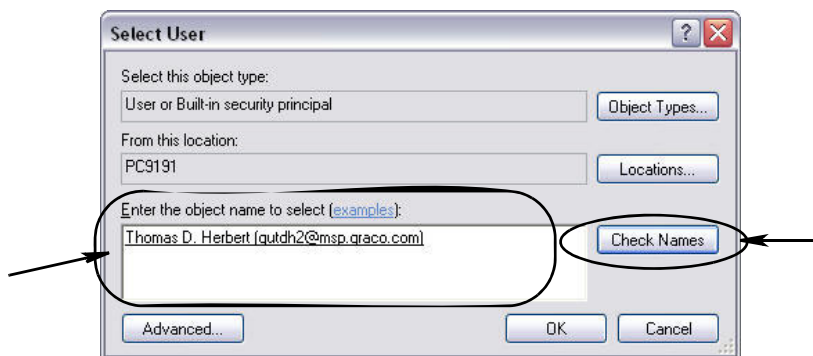 Select User
Select this object type:
User or Built-in security principal
Object Types...
From this location:
PC9191
Locations...
Enter the object name to select (examples):
Thomas D. Herbert (gutdh2@msp.graco.com)
Check Names
Advanced...
OK
Cancel